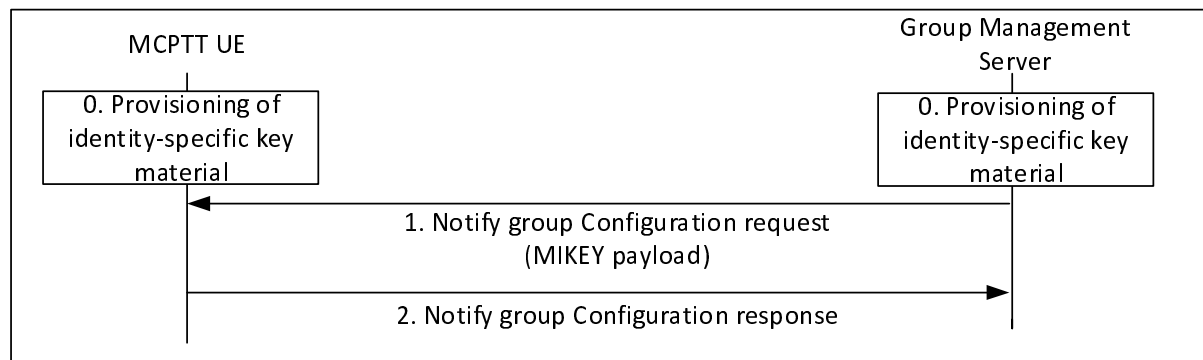 MCPTT UE
Group Management
Server
0. Provisioning of
identity-specific key
material
0. Provisioning of
identity-specific key
material
1. Notify group Configuration request
(MIKEY payload)
2. Notify group Configuration response